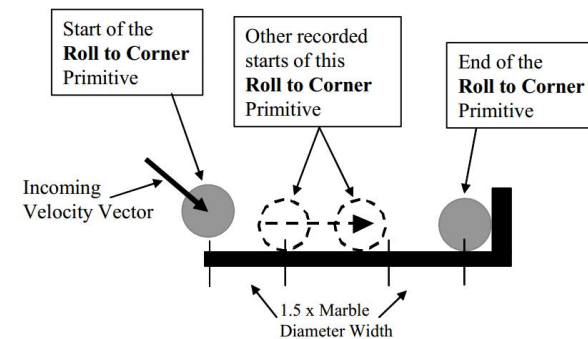 Start of the
Roll to Corner
Primitive
Other recorded
starts of this
Roll to Corner
Primitive
End of the
Roll to Corner
Primitive
Incoming
Velocity Vector
1.5 x Marble
Diameter Width